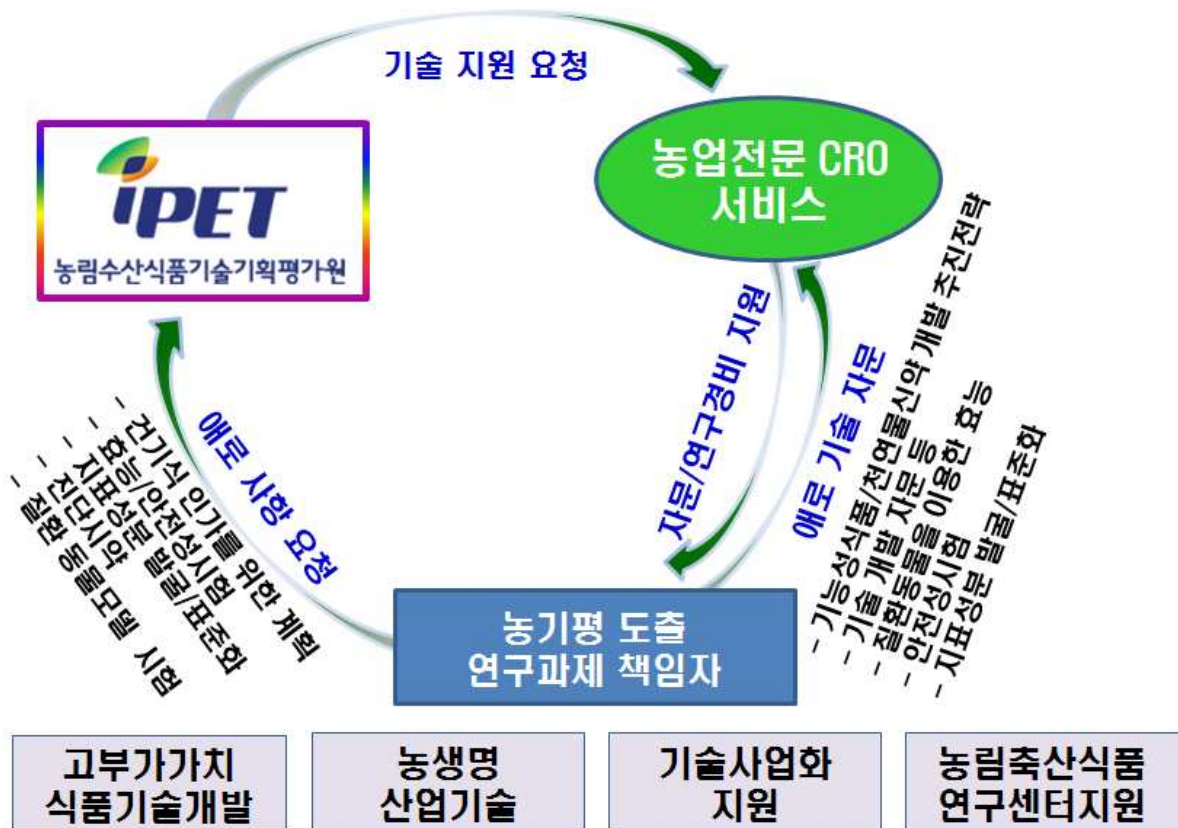 기술 지원 요청
iPET
농림수산식품기술기획평가원
농업전문 CRO
서비스
애로 사항 요청
- 건기식 인가를 위한 계획
- 효능/안전성시험
- 지표성분 발굴/표준화
- 진단시약
- 질환 동물모델 시험
자문/연구경비 지원
애로 기술 자문
- 기능성식품/천연물신약 개발 추진전략
- 기술 개발 자문 등
- 질환동물을 이용한 효능
- 안전성시험
- 지표성분 발굴/표준화
농기평 도출
연구과제 책임자
고부가가치
식품기술개발
농생명
산업기술
기술사업화
지원
농림축산식품
연구센터지원